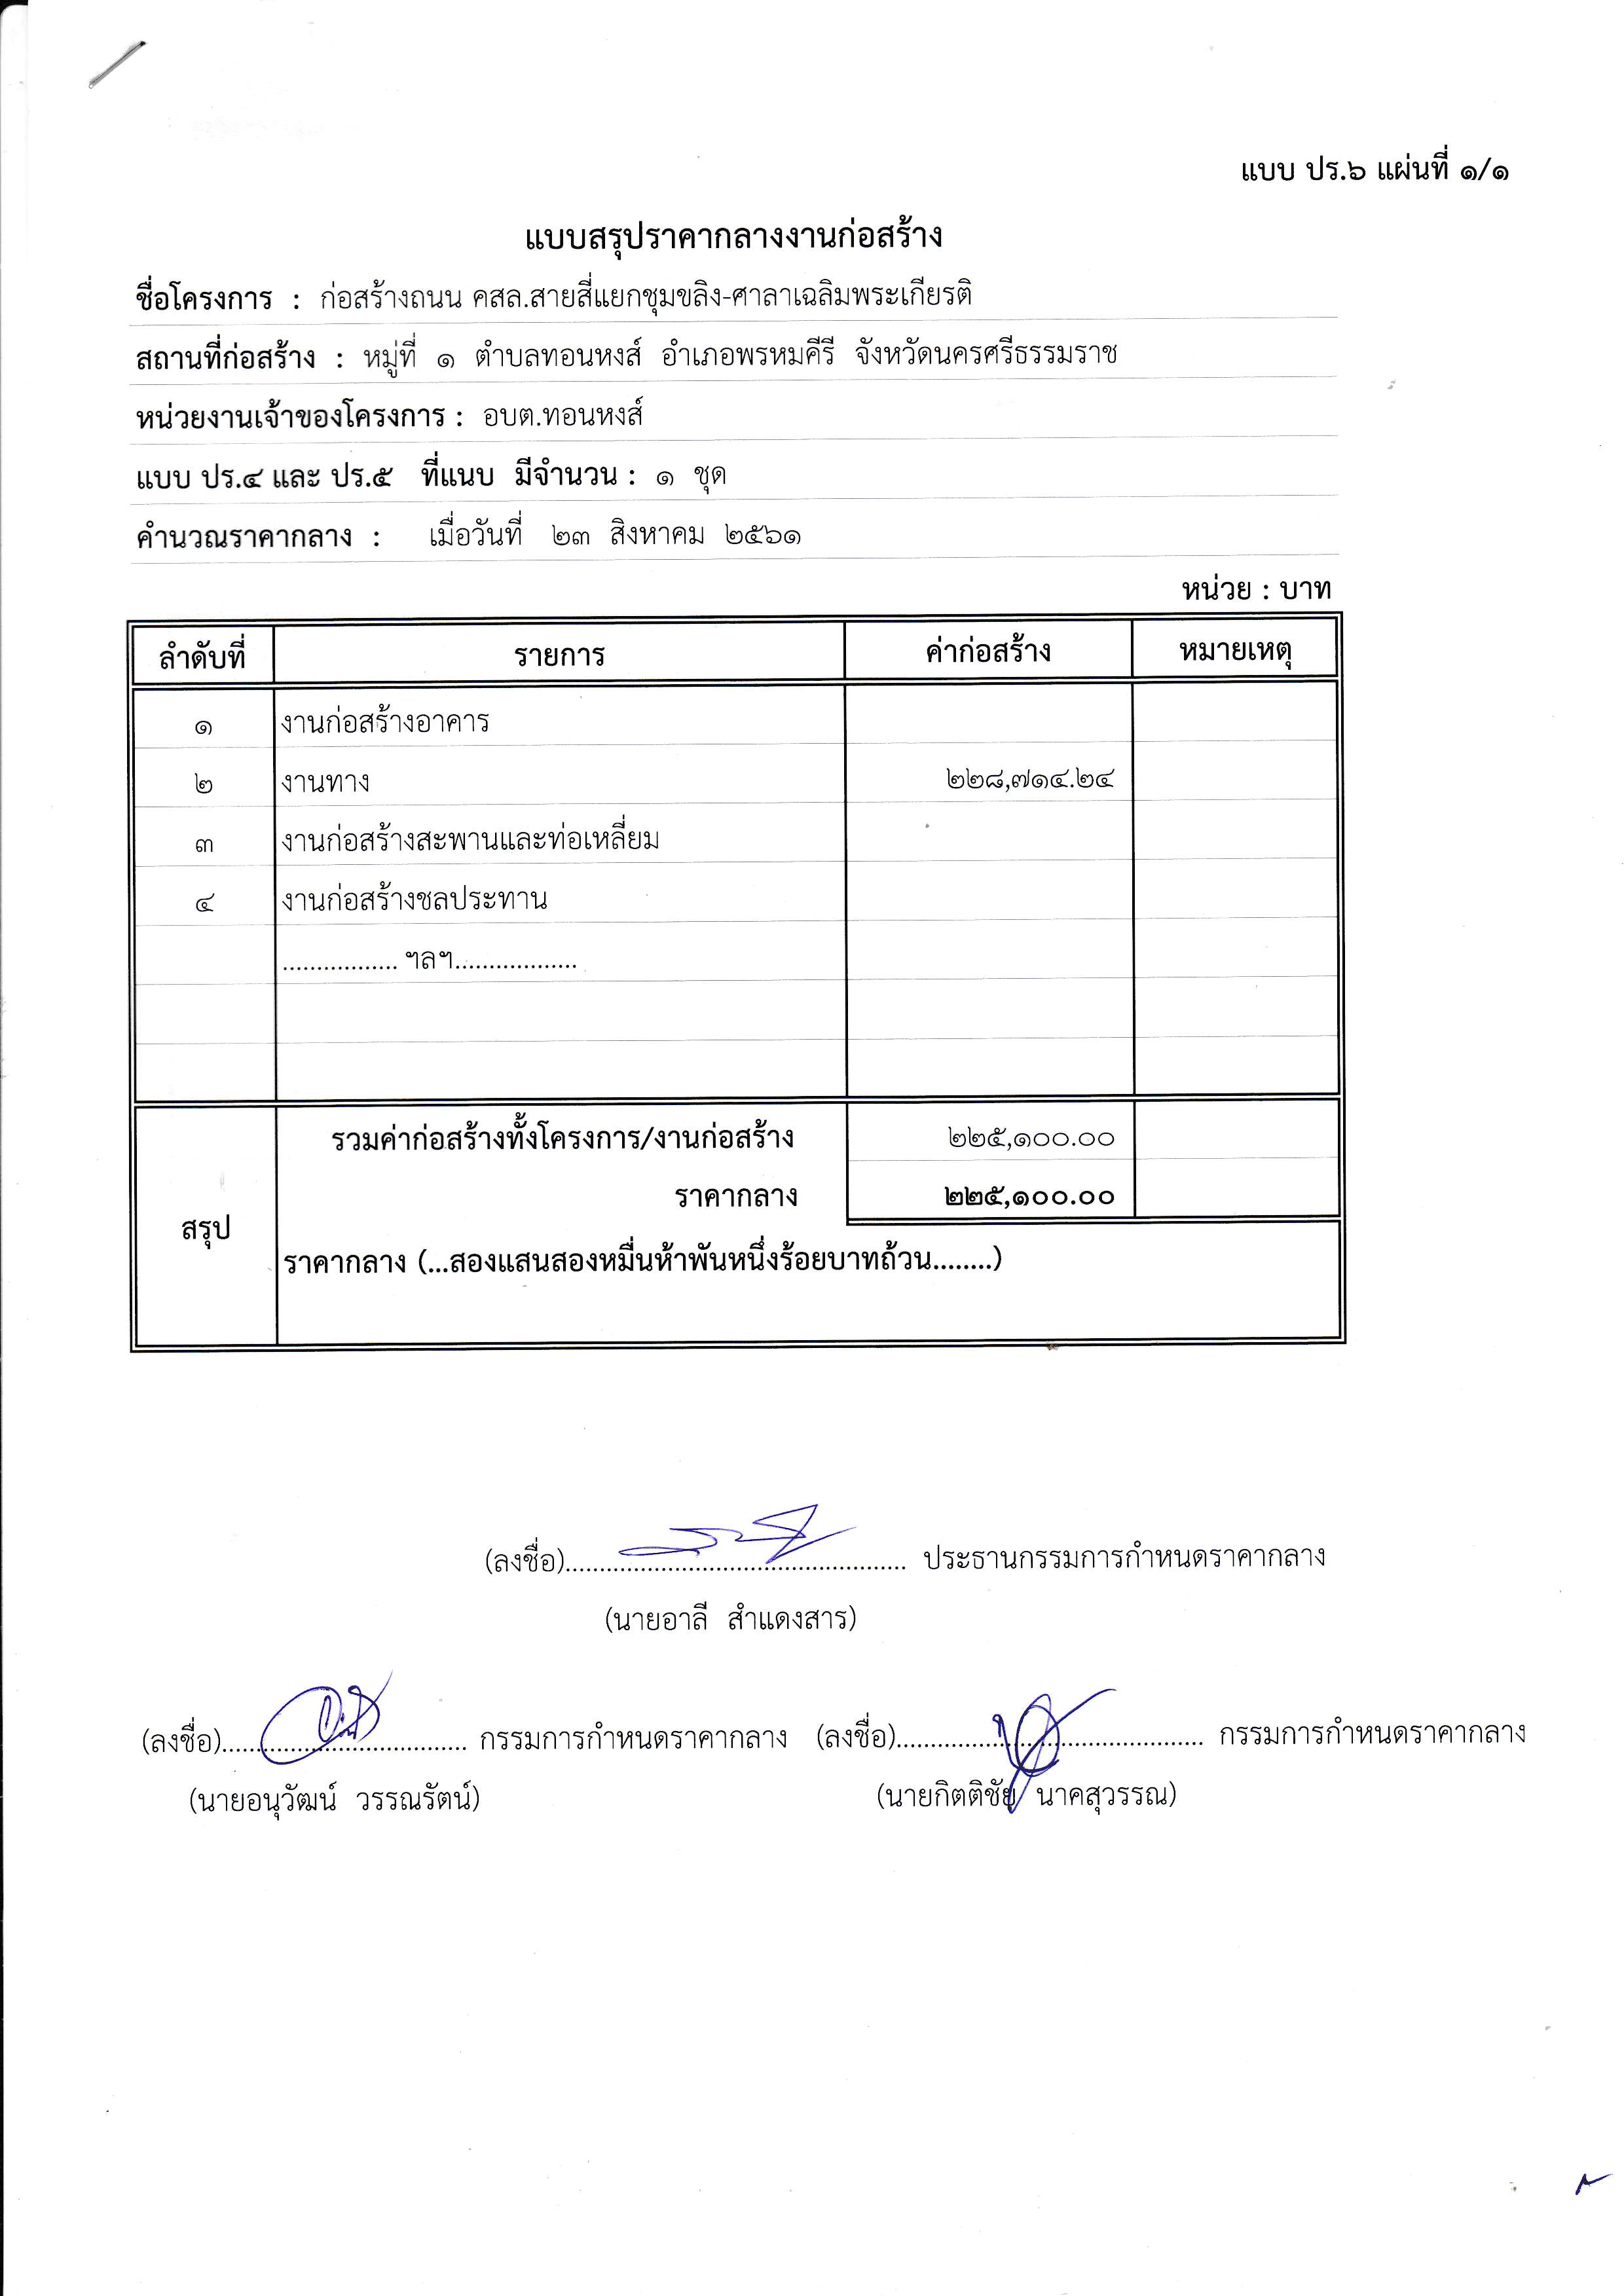 แบบ ปร.๖ แผ่นที่ ๑/๑
แบบสรุปราคากลางงานก่อสร้าง
ชื่อโครงการ : ก่อสร้างถนน คสล.สายสี่แยกชุมขลิง-ศาลาเฉลิมพระเกียรติ
สถานที่ก่อสร้าง : หมู่ที่ ๑ ตำบลทอนหงส์ อำเภอพรหมคีรี จังหวัดนครศรีธรรมราช
หน่วยงานเจ้าของโครงการ : อบต.ทอนหงส์
แบบ ปร.๔ และ ปร.๕ ที่แนบ มีจำนวน : ๑ ชุด
คำนวณราคากลาง : เมื่อวันที่ ๒๓ สิงหาคม ๒๕๖๑
หน่วย : บาท
ลำดับที่ รายการ ค่าก่อสร้าง หมายเหตุ
๑ งานก่อสร้างอาคาร
๒ งานทาง ๒๒๘,๗๑๔.๒๔
๓ งานก่อสร้างสะพานและท่อเหลี่ยม
๔ งานก่อสร้างชลประทาน
................. ฯลฯ..................
รวมค่าก่อสร้างทั้งโครงการ/งานก่อสร้าง ๒๒๕,๑๐๐.๐๐
ราคากลาง ๒๒๕,๑๐๐.๐๐
สรุป
ราคากลาง (...สองแสนสองหมื่นห้าพันหนึ่งร้อยบาทถ้วน........)
(ลงชื่อ).................................................. ประธานกรรมการกำหนดราคากลาง
(นายอาลี สำแดงสาร)
(ลงชื่อ).................................... กรรมการกำหนดราคากลาง (ลงชื่อ)............................................. กรรมการกำหนดราคากลาง
(นายอนุวัฒน์ วรรณรัตน์) (นายกิตติชัย นาคสุวรรณ)